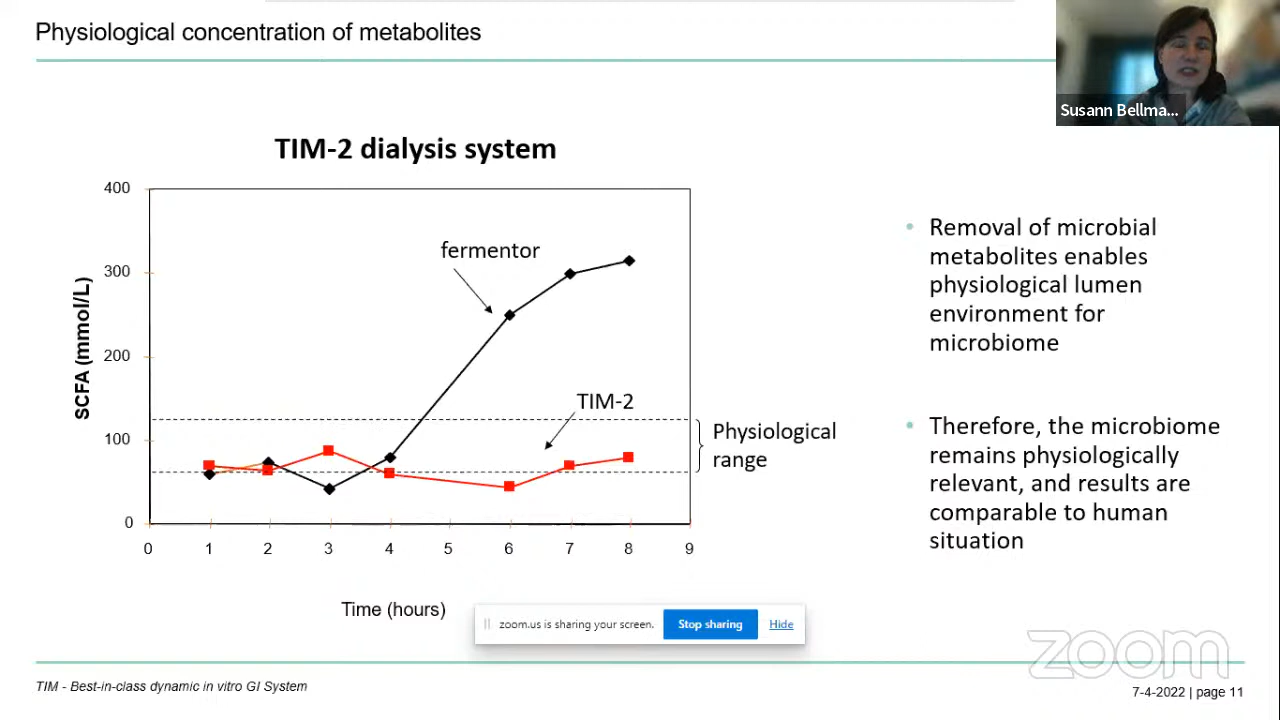 Physiological concentration of metabolites
Susann Bellma...
TIM-2 dialysis system
400
300
200
100
0
SCFA (mmol/L)
fermentor
TIM-2
Physiological
range
0 1 2 3 4 5 6 7 8 9
Time (hours)
• Removal of microbial
metabolites enables
physiological lumen
environment for
microbiome
• Therefore, the microbiome
remains physiologically
relevant, and results are
comparable to human
situation
zoom.us is sharing your screen. Stop sharing Hide
zoom
TIM - Best-in-class dynamic in vitro GI System
7-4-2022 | page 11